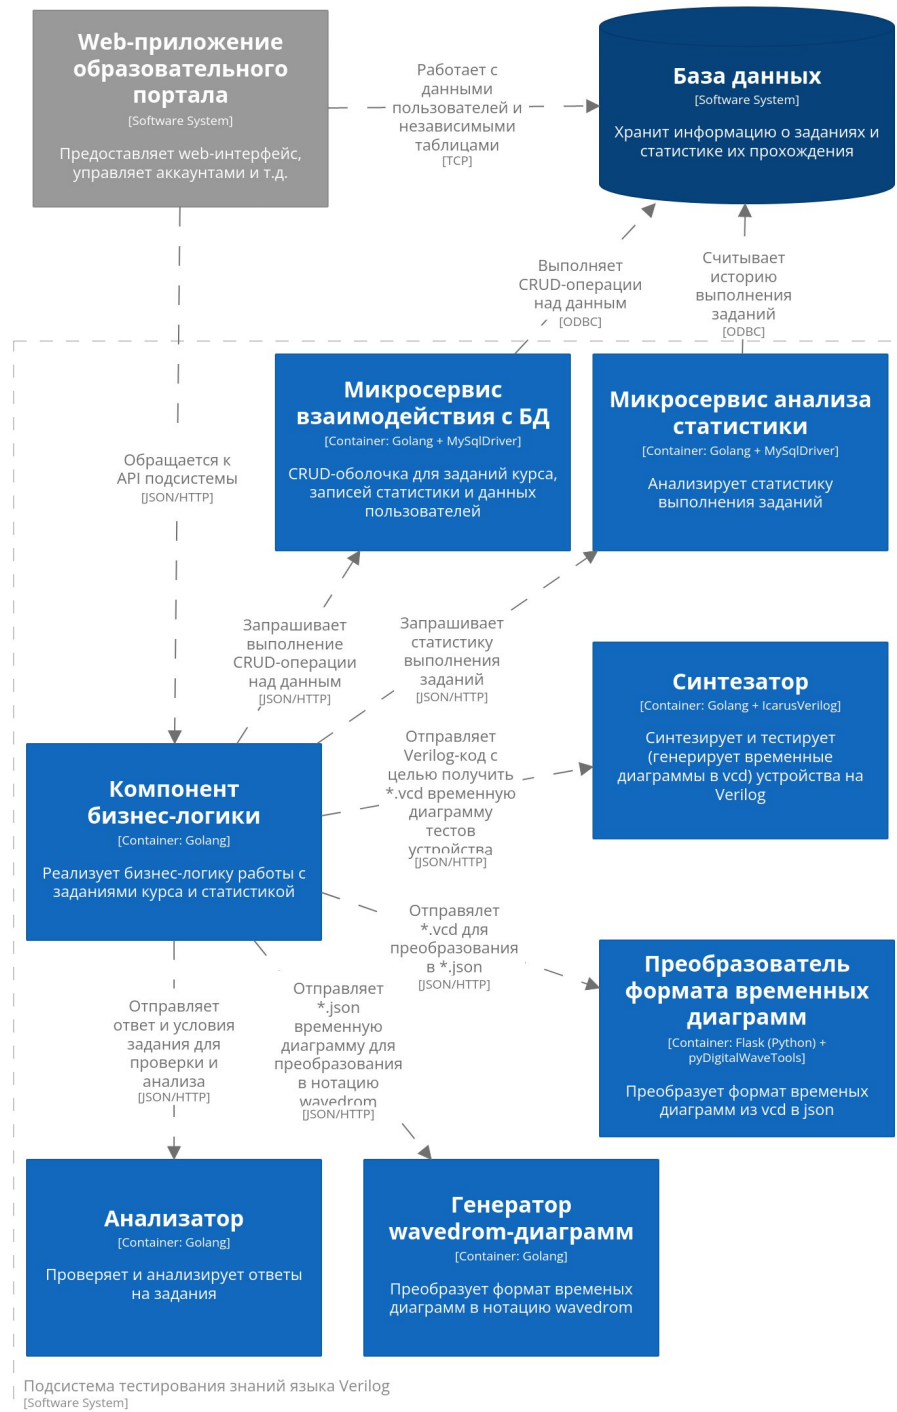 Web-приложение
образовательного
портала
[Software System]
Предоставляет web-интерфейс,
управляет аккаунтами и т.д.
Работает с
данными
пользователей и
независимыми
таблицами
[TCP]
База данных
[Software System]
Хранит информацию о заданиях и
статистике их прохождения
Выполняет
CRUD-операции
над данным
[ODBC]
Считывает
историю
выполнения
заданий
[ODBC]
Обращается к
API подсистемы
[JSON/HTTP]
Микросервис
взаимодействия с БД
[Container: Golang + MySqlDriver]
CRUD-оболочка для заданий курса,
записей статистики и данных
пользователей
Микросервис анализа
статистики
[Container: Golang + MySqlDriver]
Анализирует статистику
выполнения заданий
Запрашивает
выполнение
CRUD-операции
над данным
[JSON/HTTP]
Запрашивает
статистику
выполнения
заданий
[JSON/HTTP]
Синтезатор
[Container: Golang + IcarusVerilog]
Синтезирует и тестирует
(генерирует временные
диаграммы в vcd) устройства на
Verilog
Отправляет
Verilog-код с
целью получить
*.vcd временную
диаграмму
тестов
устройства
[JSON/HTTP]
Компонент
бизнес-логики
[Container: Golang]
Реализует бизнес-логику работы с
заданиями курса и статистикой
Отправялет
*.vcd для
преобразования
в *.json
[JSON/HTTP]
Преобразователь
формата временных
диаграмм
[Container: Flask (Python) +
pyDigitalWaveTools]
Преобразует формат временых
диаграмм из vcd в json
Отправляет
ответ и условия
задания для
проверки и
анализа
[JSON/HTTP]
Отправляет
*.json
временную
диаграмму для
преобразования
в нотацию
wavedrom
[JSON/HTTP]
Анализатор
[Container: Golang]
Проверяет и анализирует ответы
на задания
Генератор
wavedrom-диаграмм
[Container: Golang]
Преобразует формат временых
диаграмм в нотацию wavedrom
Подсистема тестирования знаний языка Verilog
[Software System]